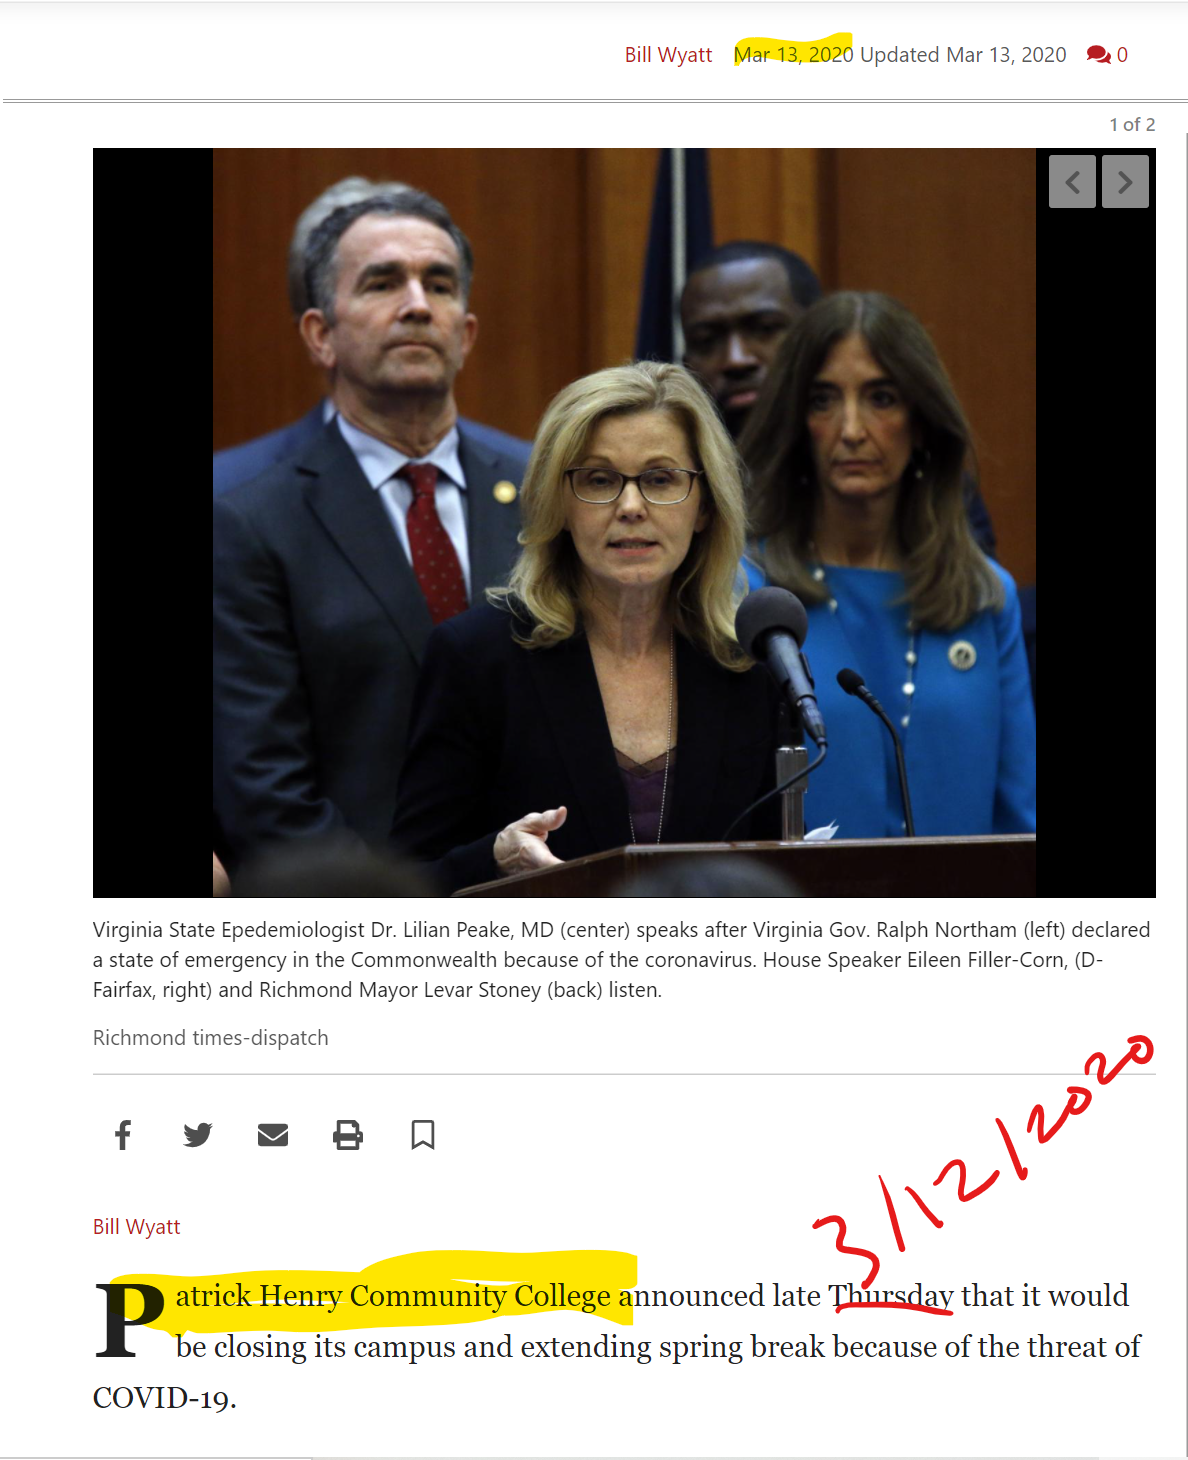 Bill Wyatt Mar 13, 2020 Updated Mar 13, 2020 0
1 of 2
Virginia State Epedemiologist Dr. Lilian Peake, MD (center) speaks after Virginia Gov. Ralph Northam (left) declared
a state of emergency in the Commonwealth because of the coronavirus. House Speaker Eileen Filler-Corn, (D-
Fairfax, right) and Richmond Mayor Levar Stoney (back) listen.
Richmond times-dispatch
3/12/2020
Bill Wyatt
Patrick Henry Community College announced late Thursday that it would
be closing its campus and extending spring break because of the threat of
COVID-19.